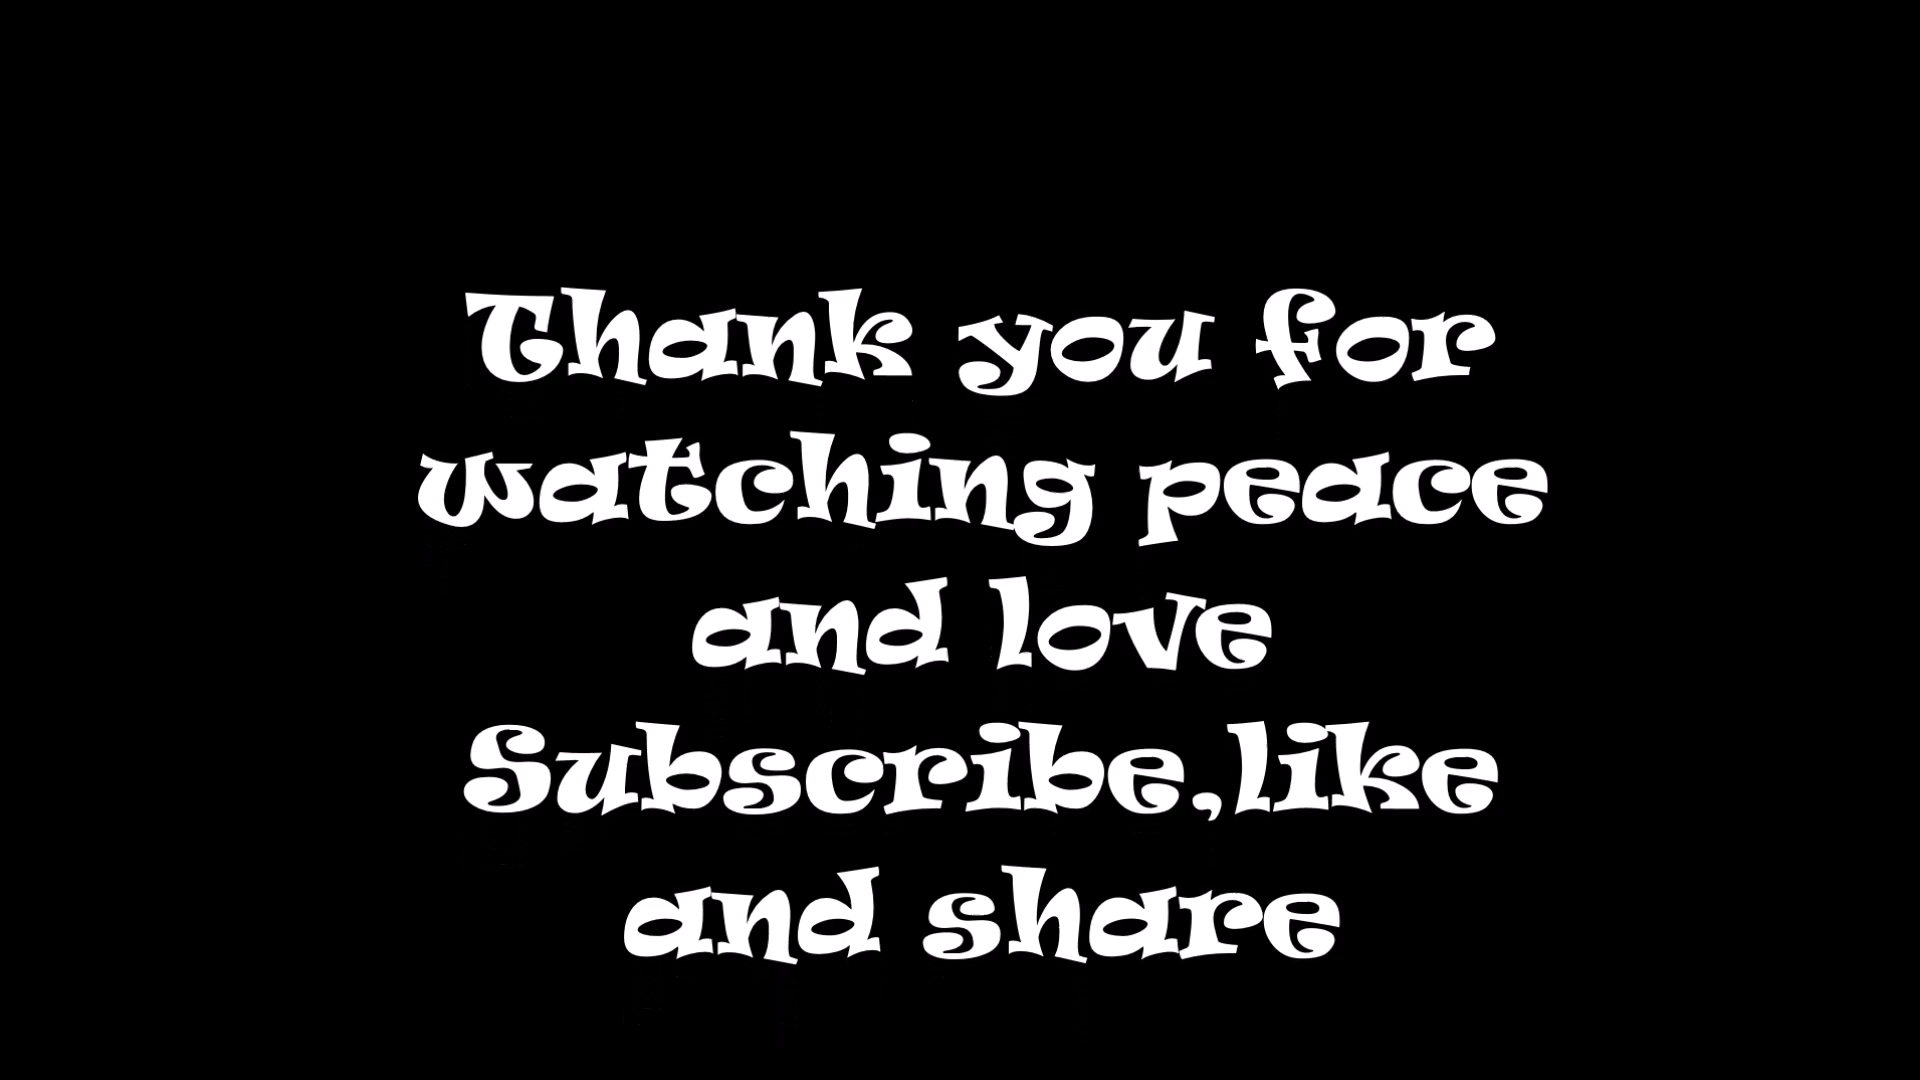 Thank you for
watching peace
and love
Subscribe,like
and share